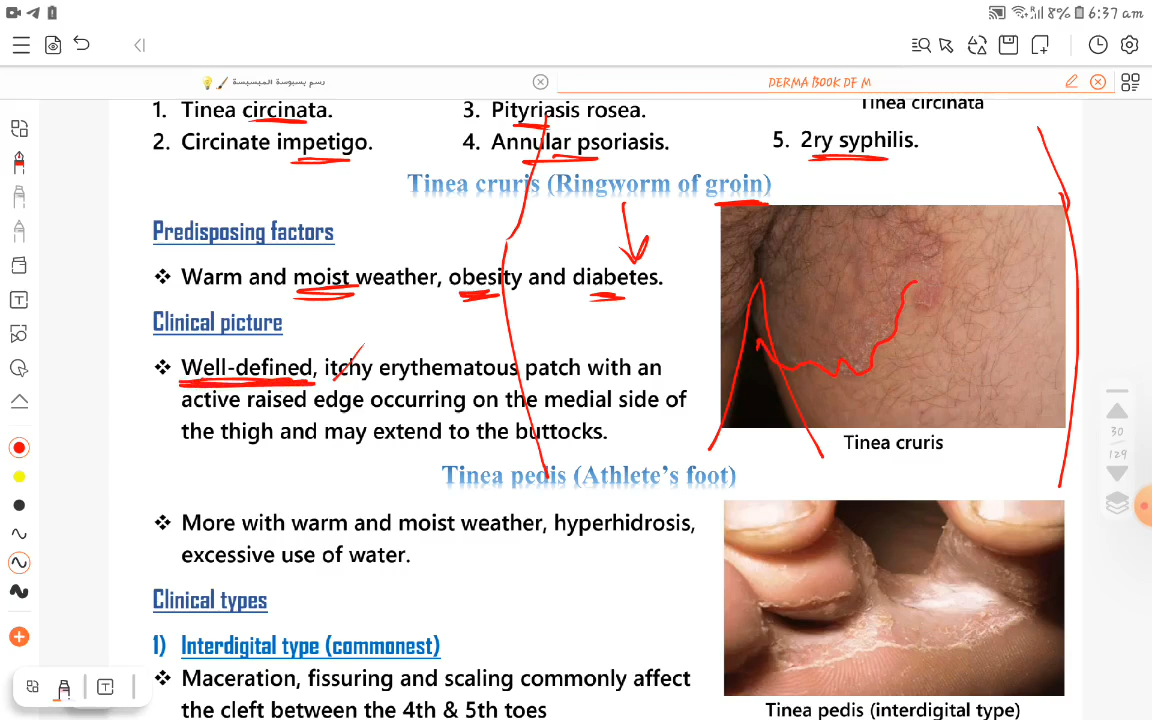 8% 6:37 am
رسم بسبوسة المبسبسة
DERMA BOOK DF M
1. Tinea circinata.
3. Pityriasis rosea.
Tinea circinata
2. Circinate impetigo.
4. Annular psoriasis.
5. 2ry syphilis.
Tinea cruris (Ringworm of groin)
Predisposing factors
❖ Warm and moist weather, obesity and diabetes.
Clinical picture
❖ Well-defined, itchy erythematous patch with an
active raised edge occurring on the medial side of
the thigh and may extend to the buttocks.
Tinea cruris
30
129
Tinea pedis (Athlete's foot)
❖ More with warm and moist weather, hyperhidrosis,
excessive use of water.
Clinical types
1) Interdigital type (commonest)
❖ Maceration, fissuring and scaling commonly affect
the cleft between the 4th & 5th toes
Tinea pedis (interdigital type)